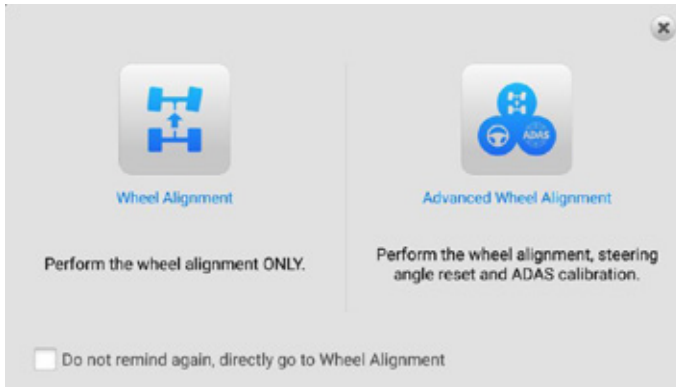 ADAS
Wheel Alignment
Perform the wheel alignment ONLY.
Advanced Wheel Alignment
Perform the wheel alignment, steering
angle reset and ADAS calibration.
Do not remind again, directly go to Wheel Alignment